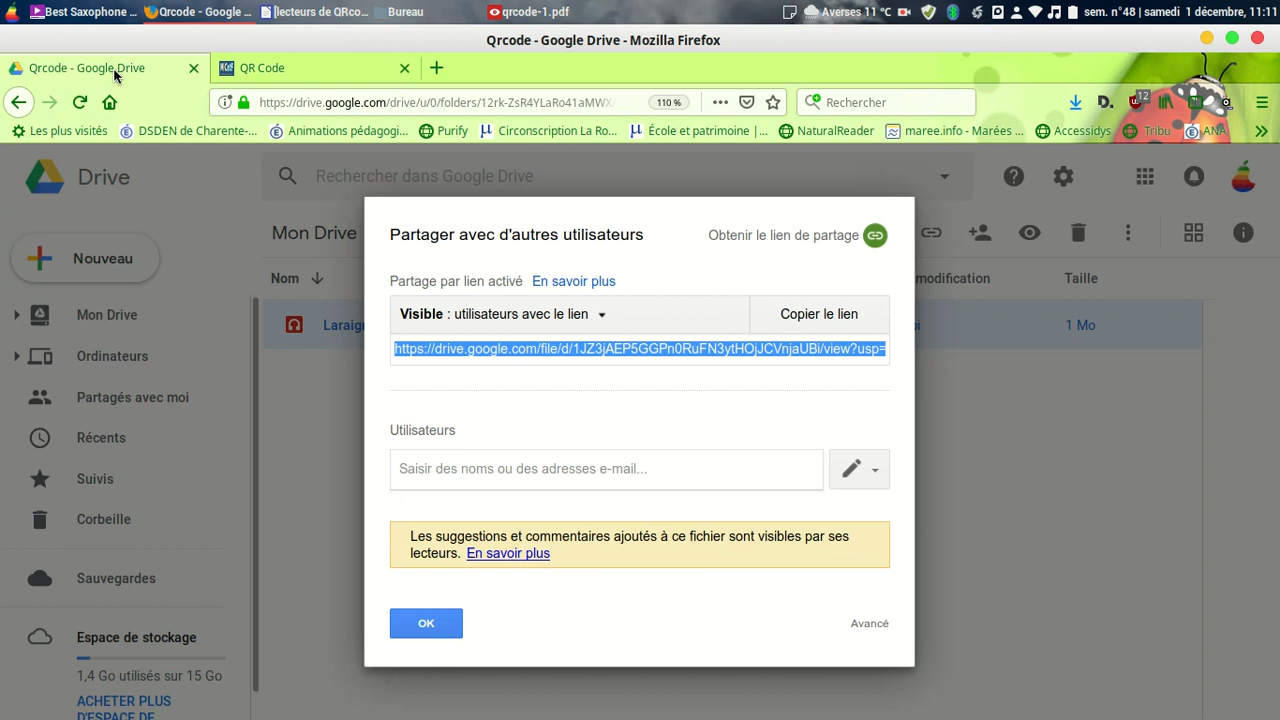 Best Saxophone ...
Qrcode - Google ...
[lecteurs de QRco...
Bureau
qrcode-1.pdf
Averses 11 °C
sem. n°48 | samedi 1 décembre, 11:11
Qrcode - Google Drive - Mozilla Firefox
Qrcode - Google Drive
QR Code
https://drive.google.com/drive/u/0/folders/12rk-ZsR4YLaRo41aMWX
110 %
Rechercher
D.
12
Les plus visités
DSDEN de Charente-...
Animations pédagogi...
Purify
Circonscription La Ro...
École et patrimoine |...
NaturalReader
maree.info - Marées ...
Accessidys
Tribu
ANA
Drive
Rechercher dans Google Drive
Nouveau
Mon Drive
Ordinateurs
Partagés avec moi
Récents
Suivis
Corbeille
Sauvegardes
Espace de stockage
1,4 Go utilisés sur 15 Go
ACHETER PLUS
D'ESPACE DE
Mon Drive
Nom
modification
Taille
Laraign
1 Mo
Partager avec d'autres utilisateurs
Obtenir le lien de partage
Partage par lien activé En savoir plus
Visible : utilisateurs avec le lien
Copier le lien
https://drive.google.com/file/d/1JZ3jAEP5GGPn0RuFN3ytHOjJCVnjaUBi/view?usp=
Utilisateurs
Saisir des noms ou des adresses e-mail...
Les suggestions et commentaires ajoutés à ce fichier sont visibles par ses
lecteurs. En savoir plus
OK
Avancé